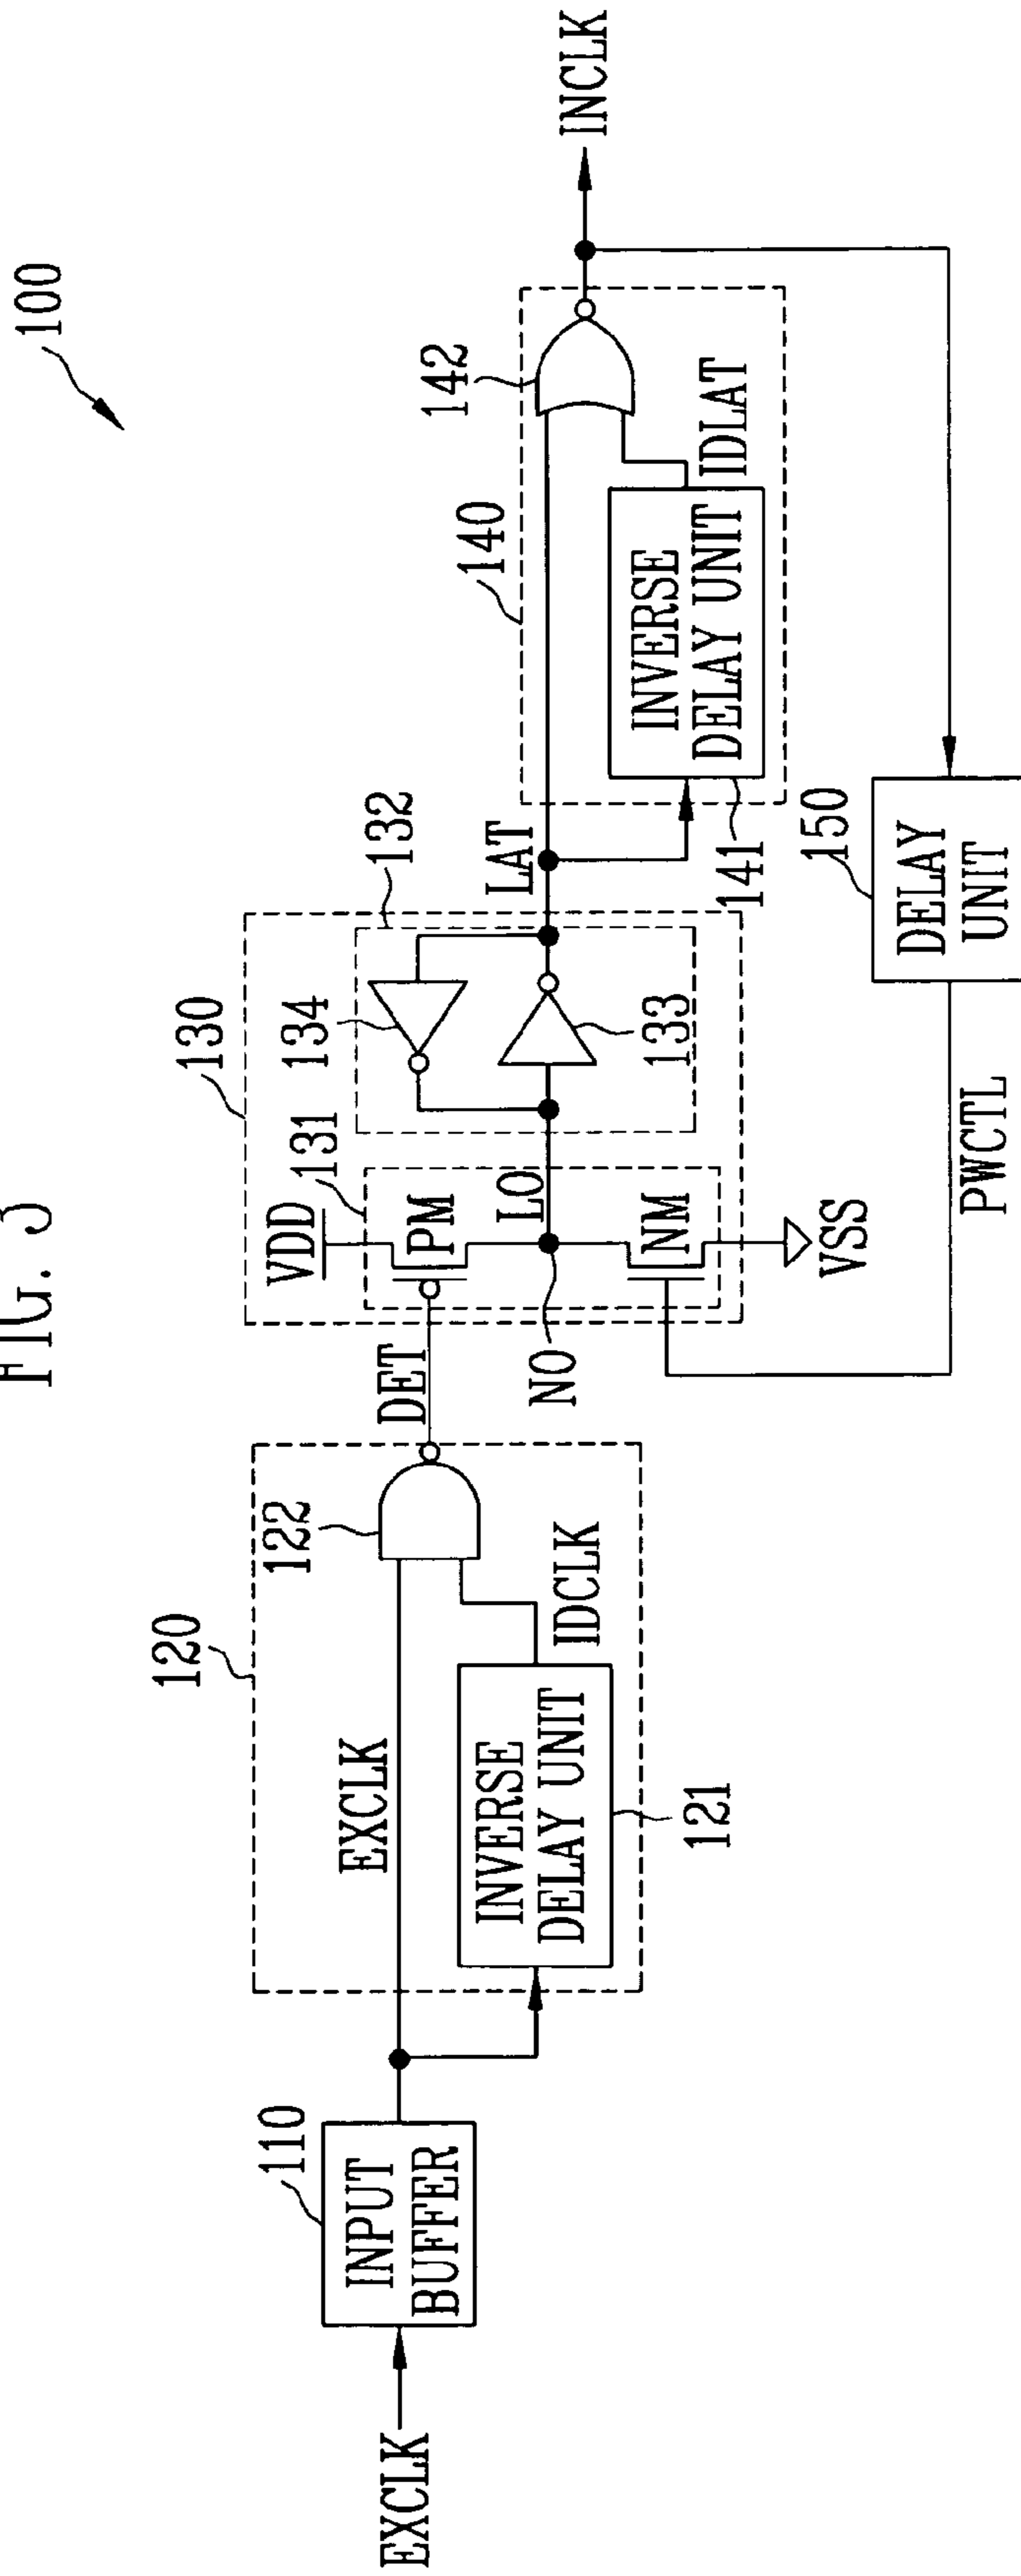 FIG. 3
100
EXCLK
110
INPUT
BUFFER
120
EXCLK
INVERSE
DELAY UNIT
121
IDCLK
122
DET
130
131
VDD
PM
LO
NO
NM
VSS
132
134
133
LAT
140
142
INVERSE
DELAY UNIT
141
IDLAT
INCLK
150
DELAY
UNIT
PWCTL